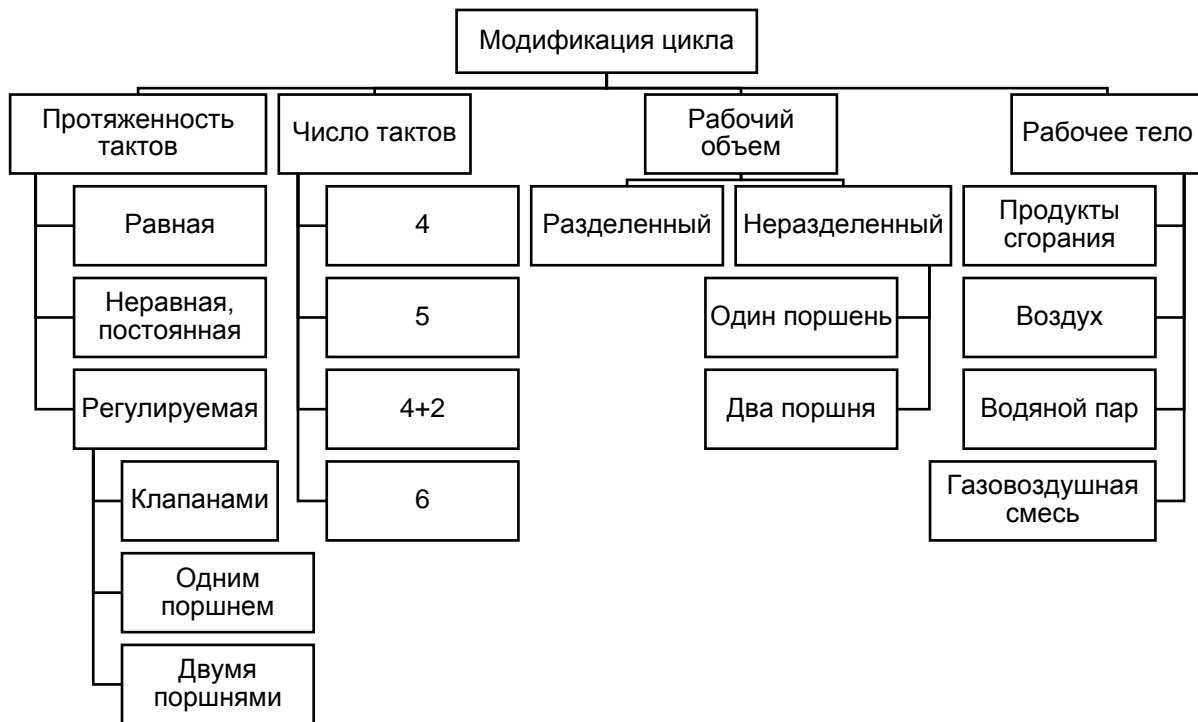 Модификация цикла
Протяженность
тактов
Число тактов
Рабочий
объем
Рабочее тело
Равная
4
Разделенный
Неразделенный
Продукты
сгорания
Неравная,
постоянная
5
Один поршень
Воздух
Регулируемая
4+2
Два поршня
Водяной пар
Клапанами
6
Газовоздушная
смесь
Одним
поршнем
Двумя
поршнями